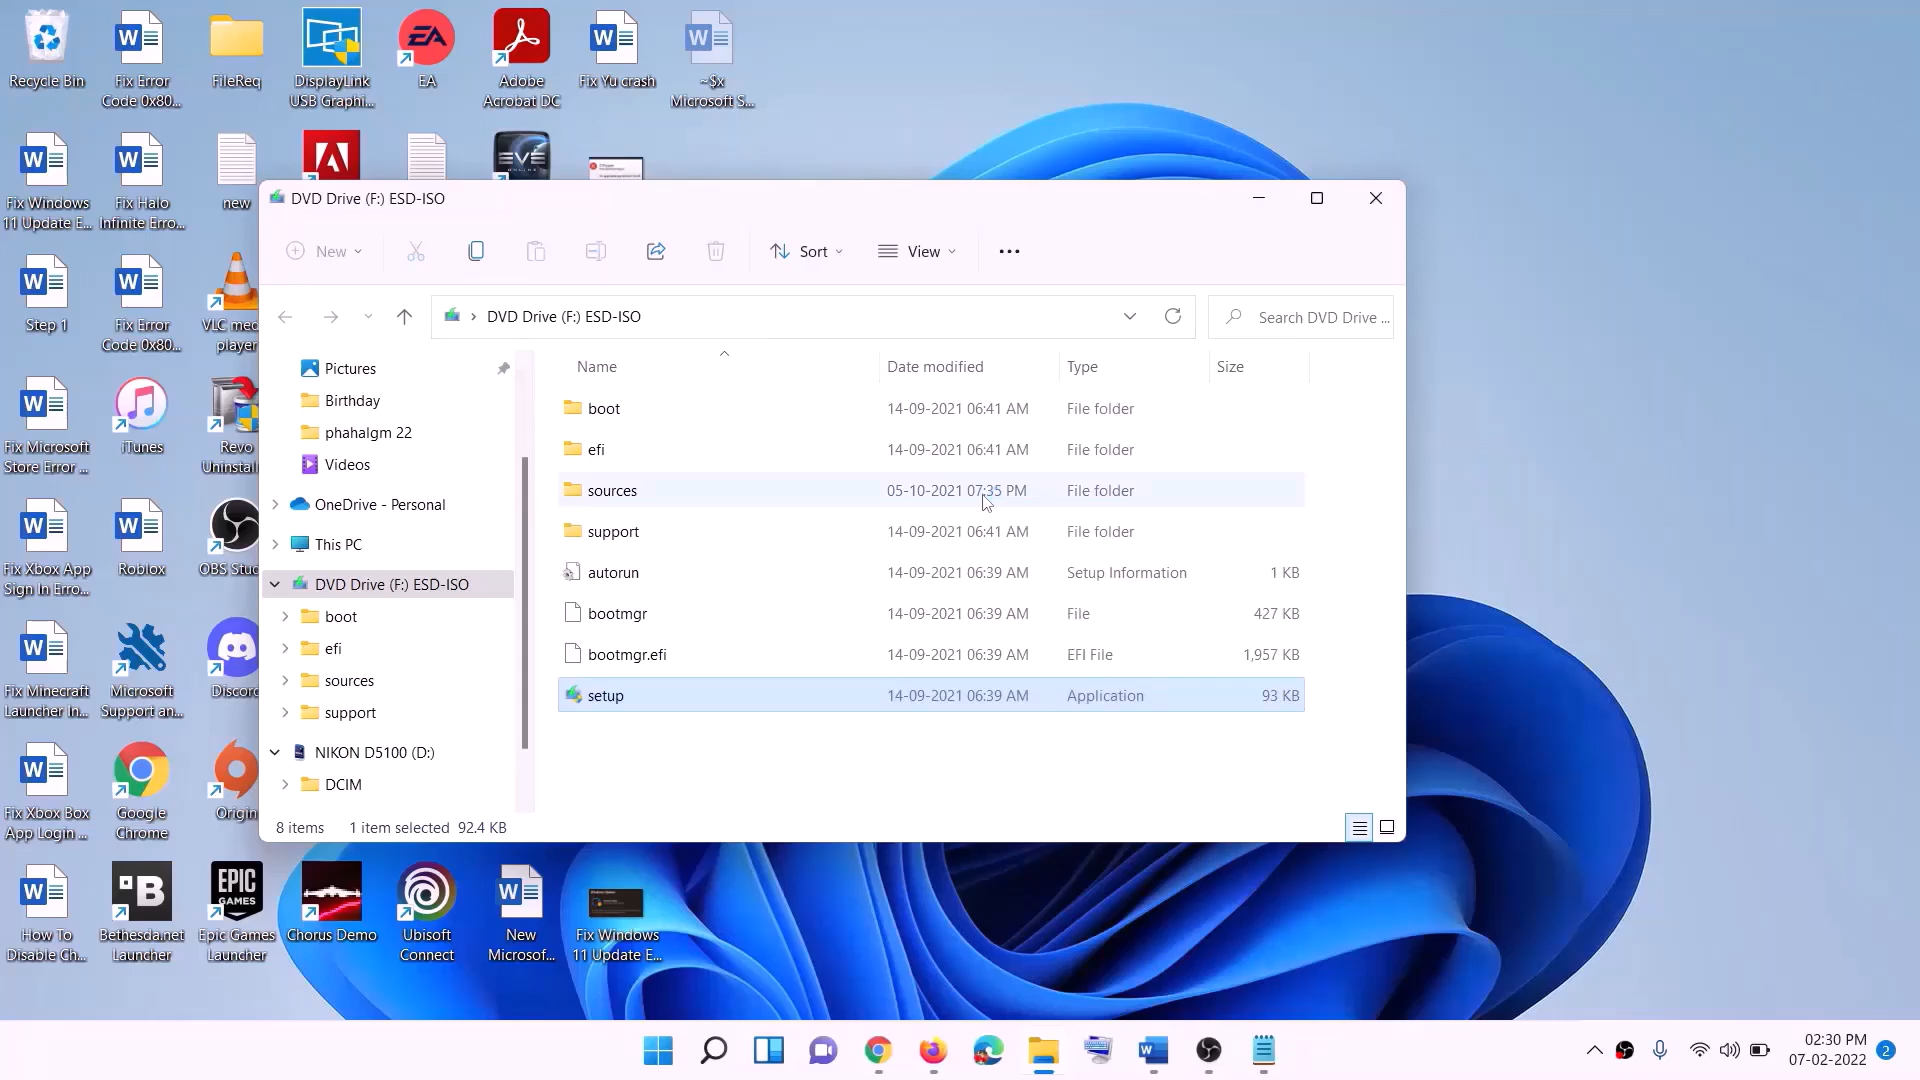 Recycle Bin
Fix Error
Code 0x80...
FileReq
DisplayLink
USB Graphi...
EA
Adobe
Acrobat DC
Fix Yu crash
~$x
Microsoft S...
Fix Windows
11 Update E...
Fix Halo
Infinite Erro...
new
EVE
ONLINE
DVD Drive (F:) ESD-ISO
New
Sort
View
DVD Drive (F:) ESD-ISO
Search DVD Drive ...
Step 1
Fix Error
Code 0x80...
VLC med
player
Fix Microsoft
Store Error ...
iTunes
Revo
Uninstall
Fix Xbox App
Sign In Erro...
Roblox
OBS Stud
Fix Minecraft
Launcher In...
Microsoft
Support an...
Discord
Fix Xbox Box
App Login ...
Google
Chrome
Origin
Pictures
Birthday
phahalgm 22
Videos
OneDrive - Personal
This PC
DVD Drive (F:) ESD-ISO
boot
efi
sources
support
NIKON D5100 (D:)
DCIM
Name Date modified Type Size
boot 14-09-2021 06:41 AM File folder
efi 14-09-2021 06:41 AM File folder
sources 05-10-2021 07:35 PM File folder
support 14-09-2021 06:41 AM File folder
autorun 14-09-2021 06:39 AM Setup Information 1 KB
bootmgr 14-09-2021 06:39 AM File 427 KB
bootmgr.efi 14-09-2021 06:39 AM EFI File 1,957 KB
setup 14-09-2021 06:39 AM Application 93 KB
8 items 1 item selected 92.4 KB
How To
Disable Ch...
Bethesda.net
Launcher
EPIC
GAMES
Epic Games
Launcher
Chorus Demo
Ubisoft
Connect
New
Microsof...
Fix Windows
11 Update E...
02:30 PM
07-02-2022
2